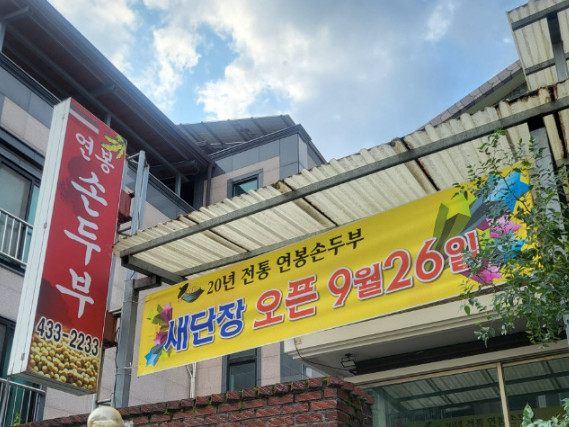 연봉
손두부
433-2233
20년 전통 연봉손두부
새단장 오픈 9월26일